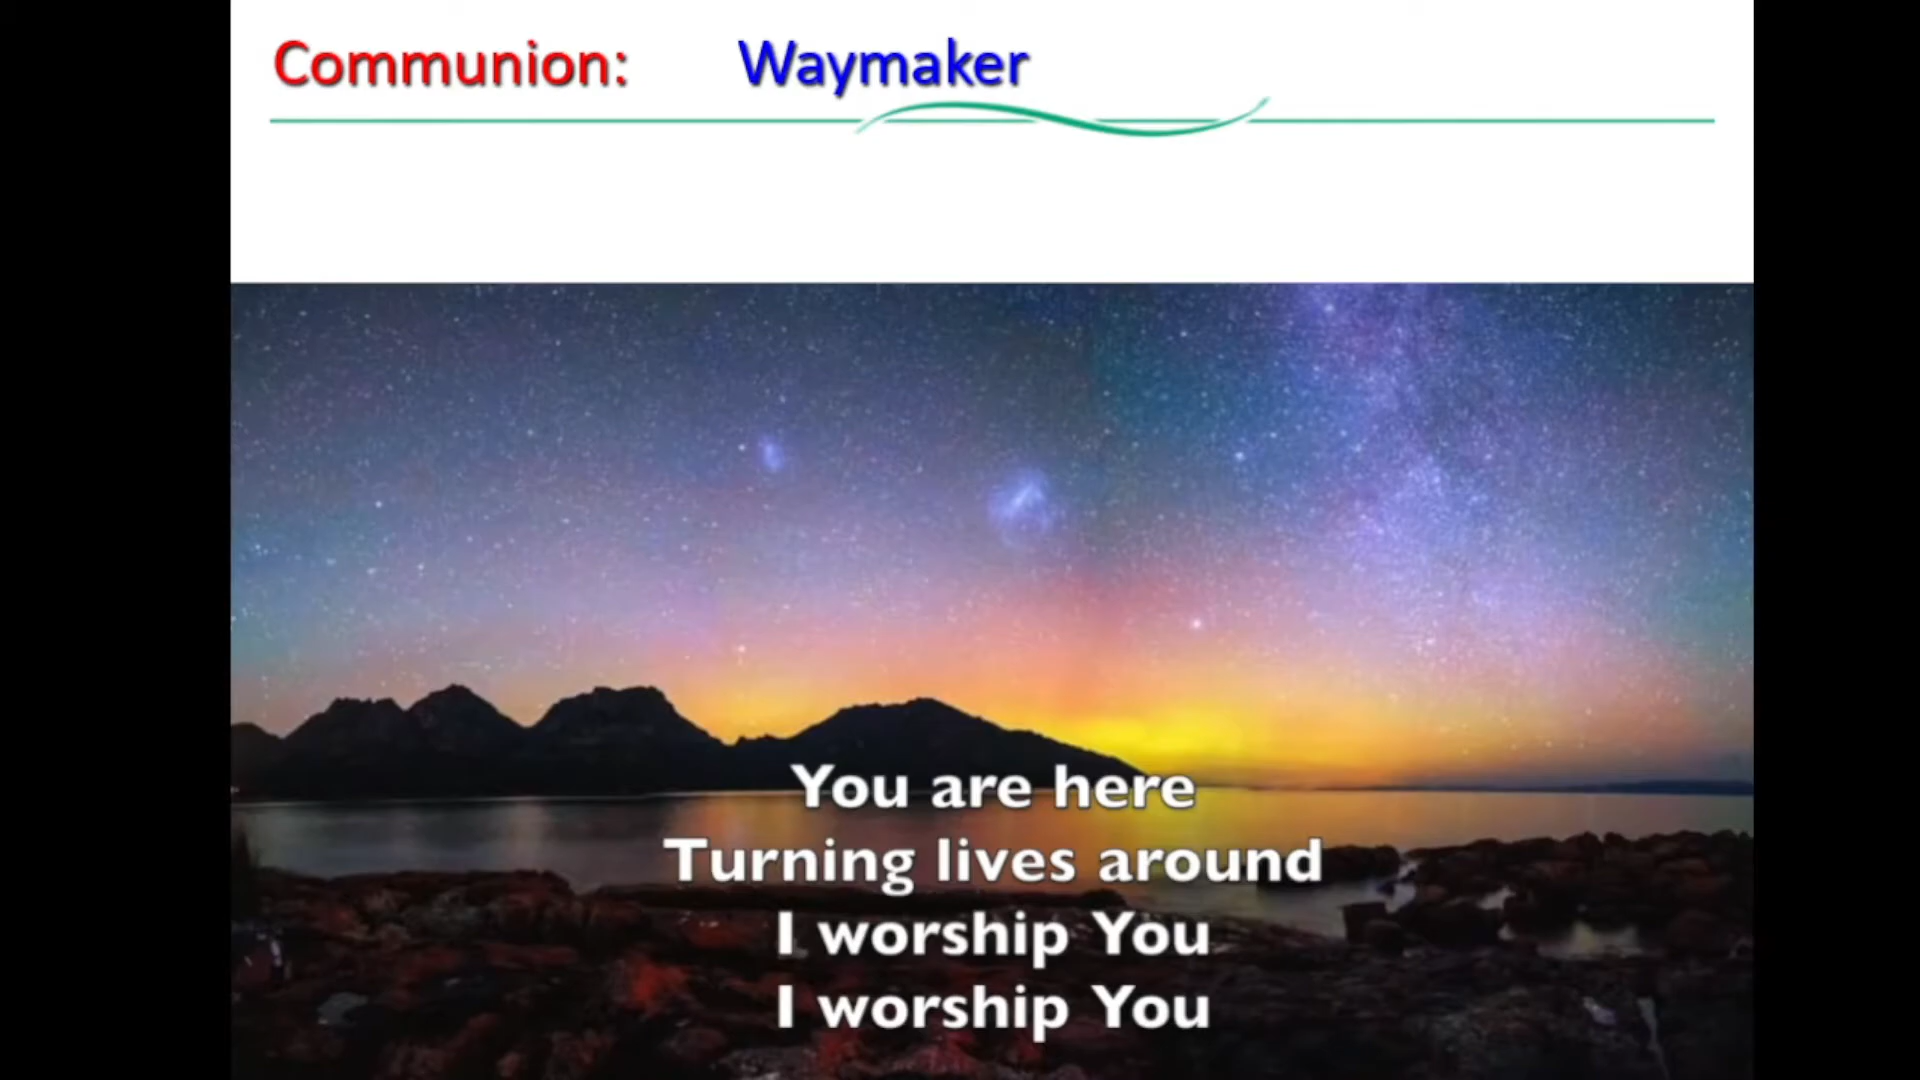 Communion: Waymaker
You are here
Turning lives around
I worship You
I worship You